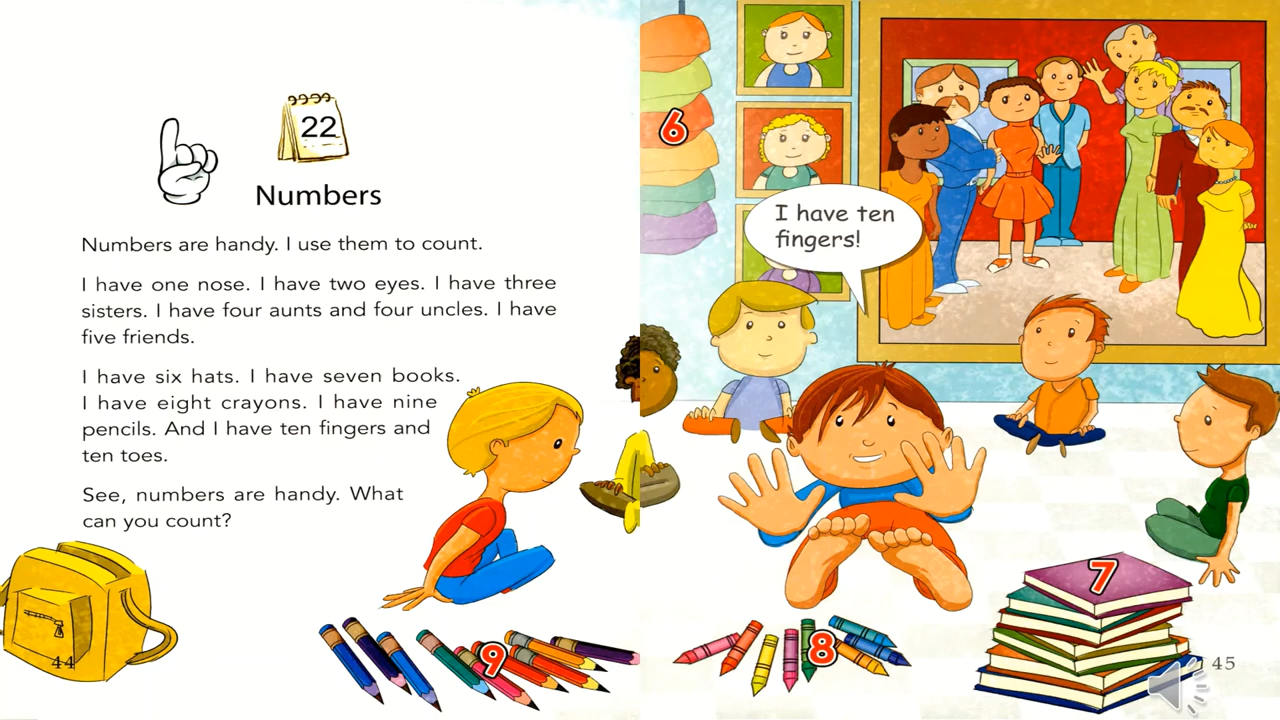 22
Numbers
Numbers are handy. I use them to count.
I have one nose. I have two eyes. I have three
sisters. I have four aunts and four uncles. I have
five friends.
I have six hats. I have seven books.
I have eight crayons. I have nine
pencils. And I have ten fingers and
ten toes.
See, numbers are handy. What
can you count?
44
9
6
I have ten
fingers!
7
8
45